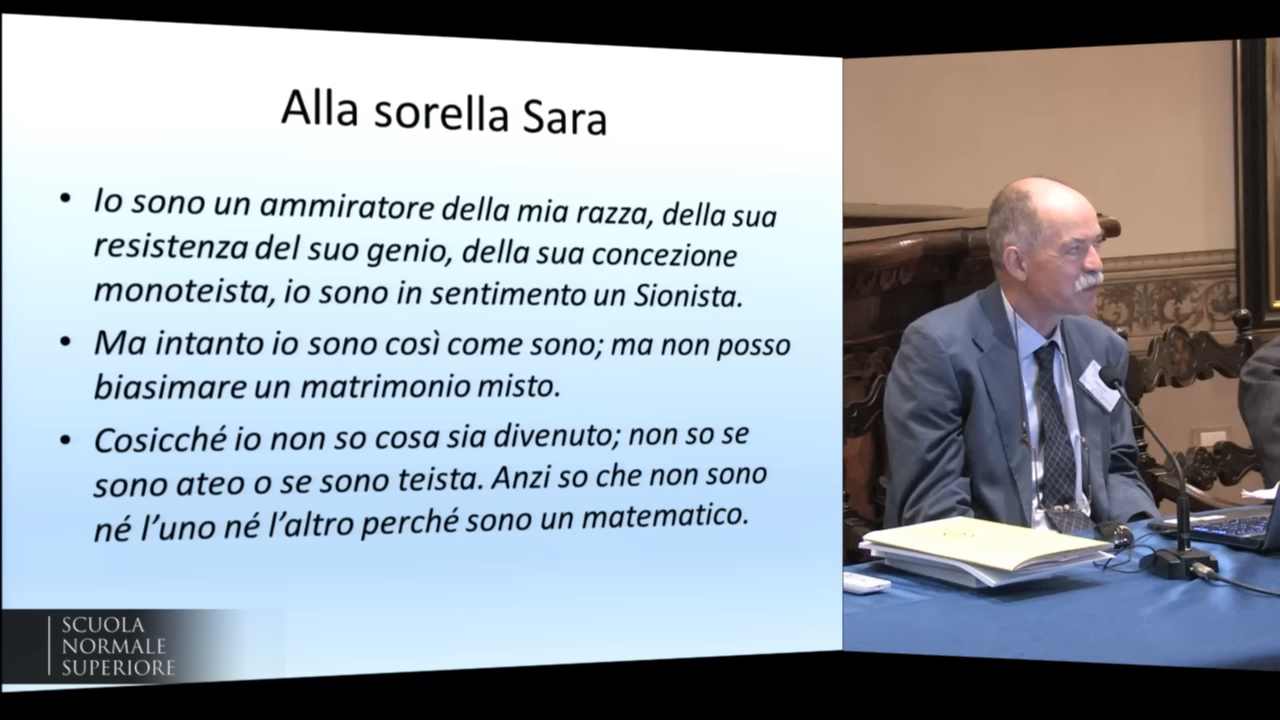 Alla sorella Sara
• Io sono un ammiratore della mia razza, della sua
resistenza del suo genio, della sua concezione
monoteista, io sono in sentimento un Sionista.
• Ma intanto io sono così come sono; ma non posso
biasimare un matrimonio misto.
• Cosicché io non so cosa sia divenuto; non so se
sono ateo o se sono teista. Anzi so che non sono
né l'uno né l'altro perché sono un matematico.
SCUOLA
NORMALE
SUPERIORE